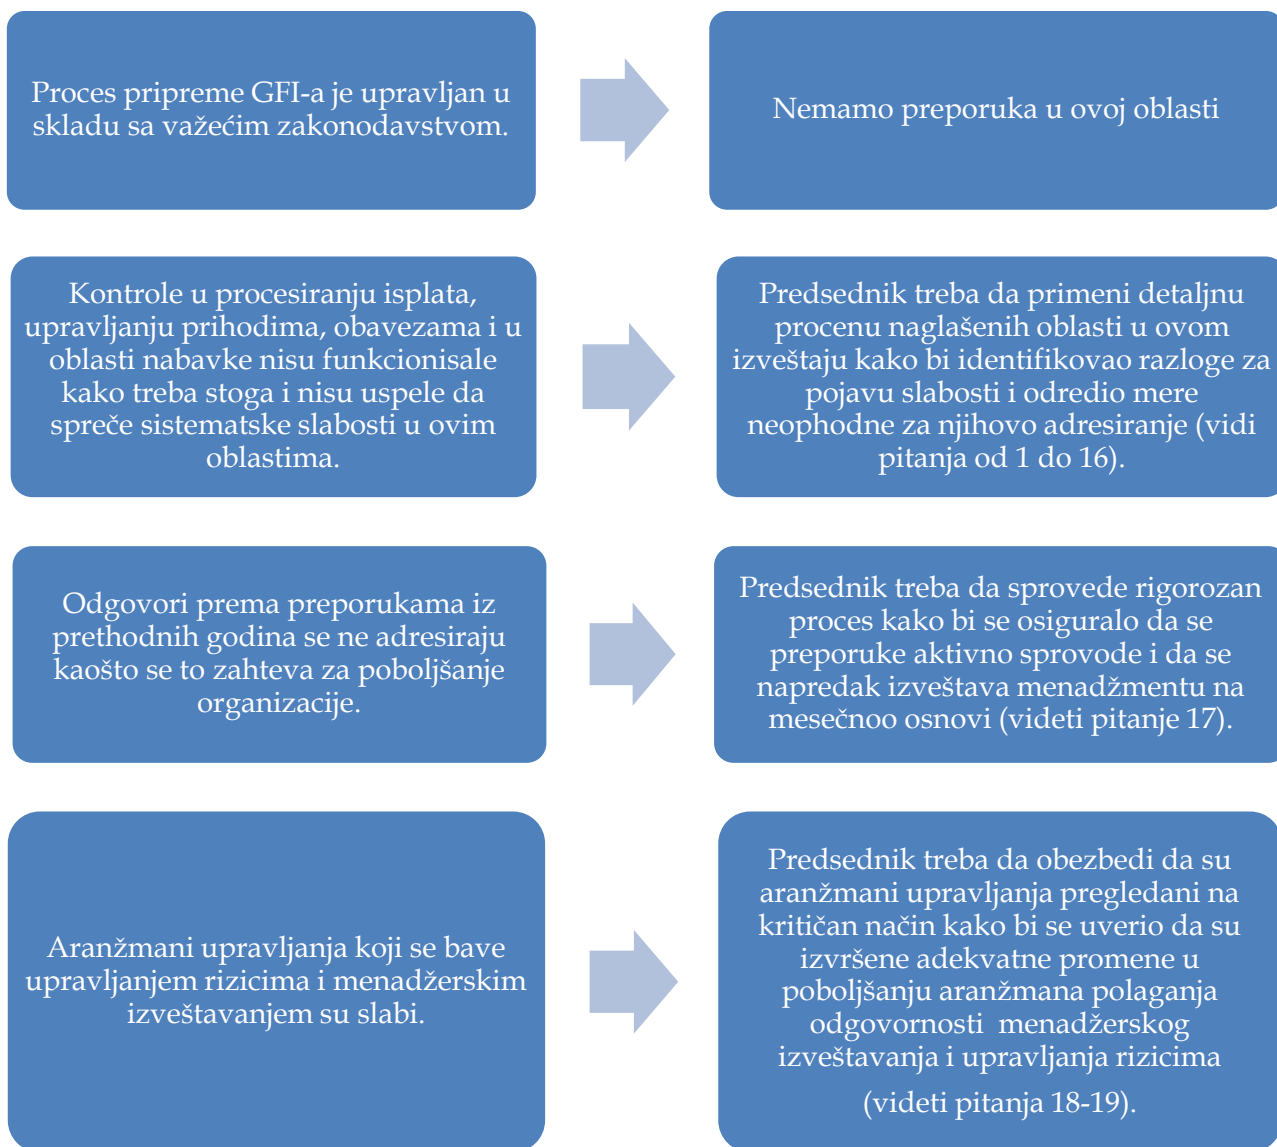 Proces pripreme GFI-a je upravljan u
skladu sa važećim zakonodavstvom.
Nemamo preporuka u ovoj oblasti
Kontrole u procesiranju isplata,
upravljanju prihodima, obavezama i u
oblasti nabavke nisu funkcionisale
kako treba stoga i nisu uspele da
spreče sistematske slabosti u ovim
oblastima.
Predsednik treba da primeni detaljnu
procenu naglašenih oblasti u ovom
izveštaju kako bi identifikovao razloge za
pojavu slabosti i odredio mere
neophodne za njihovo adresiranje (vidi
pitanja od 1 do 16).
Odgovori prema preporukama iz
prethodnih godina se ne adresiraju
kaošto se to zahteva za poboljšanje
organizacije.
Predsednik treba da sprovede rigorozan
proces kako bi se osiguralo da se
preporuke aktivno sprovode i da se
napredak izveštava menadžmentu na
mesečnoo osnovi (videti pitanje 17).
Aranžmani upravljanja koji se bave
upravljanjem rizicima i menadžerskim
izveštavanjem su slabi.
Predsednik treba da obezbedi da su
aranžmani upravljanja pregledani na
kritičan način kako bi se uverio da su
izvršene adekvatne promene u
poboljšanju aranžmana polaganja
odgovornosti menadžerskog
izveštavanja i upravljanja rizicima
(videti pitanja 18-19).